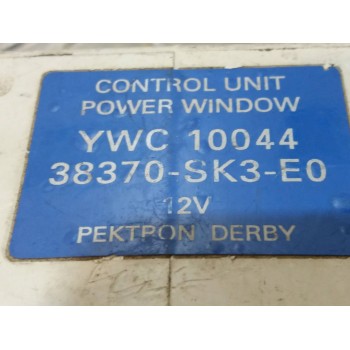 CONTROL UNIT
POWER WINDOW
YWC 10044
38370-SK3-E0
12V
PEKTRON DERBY